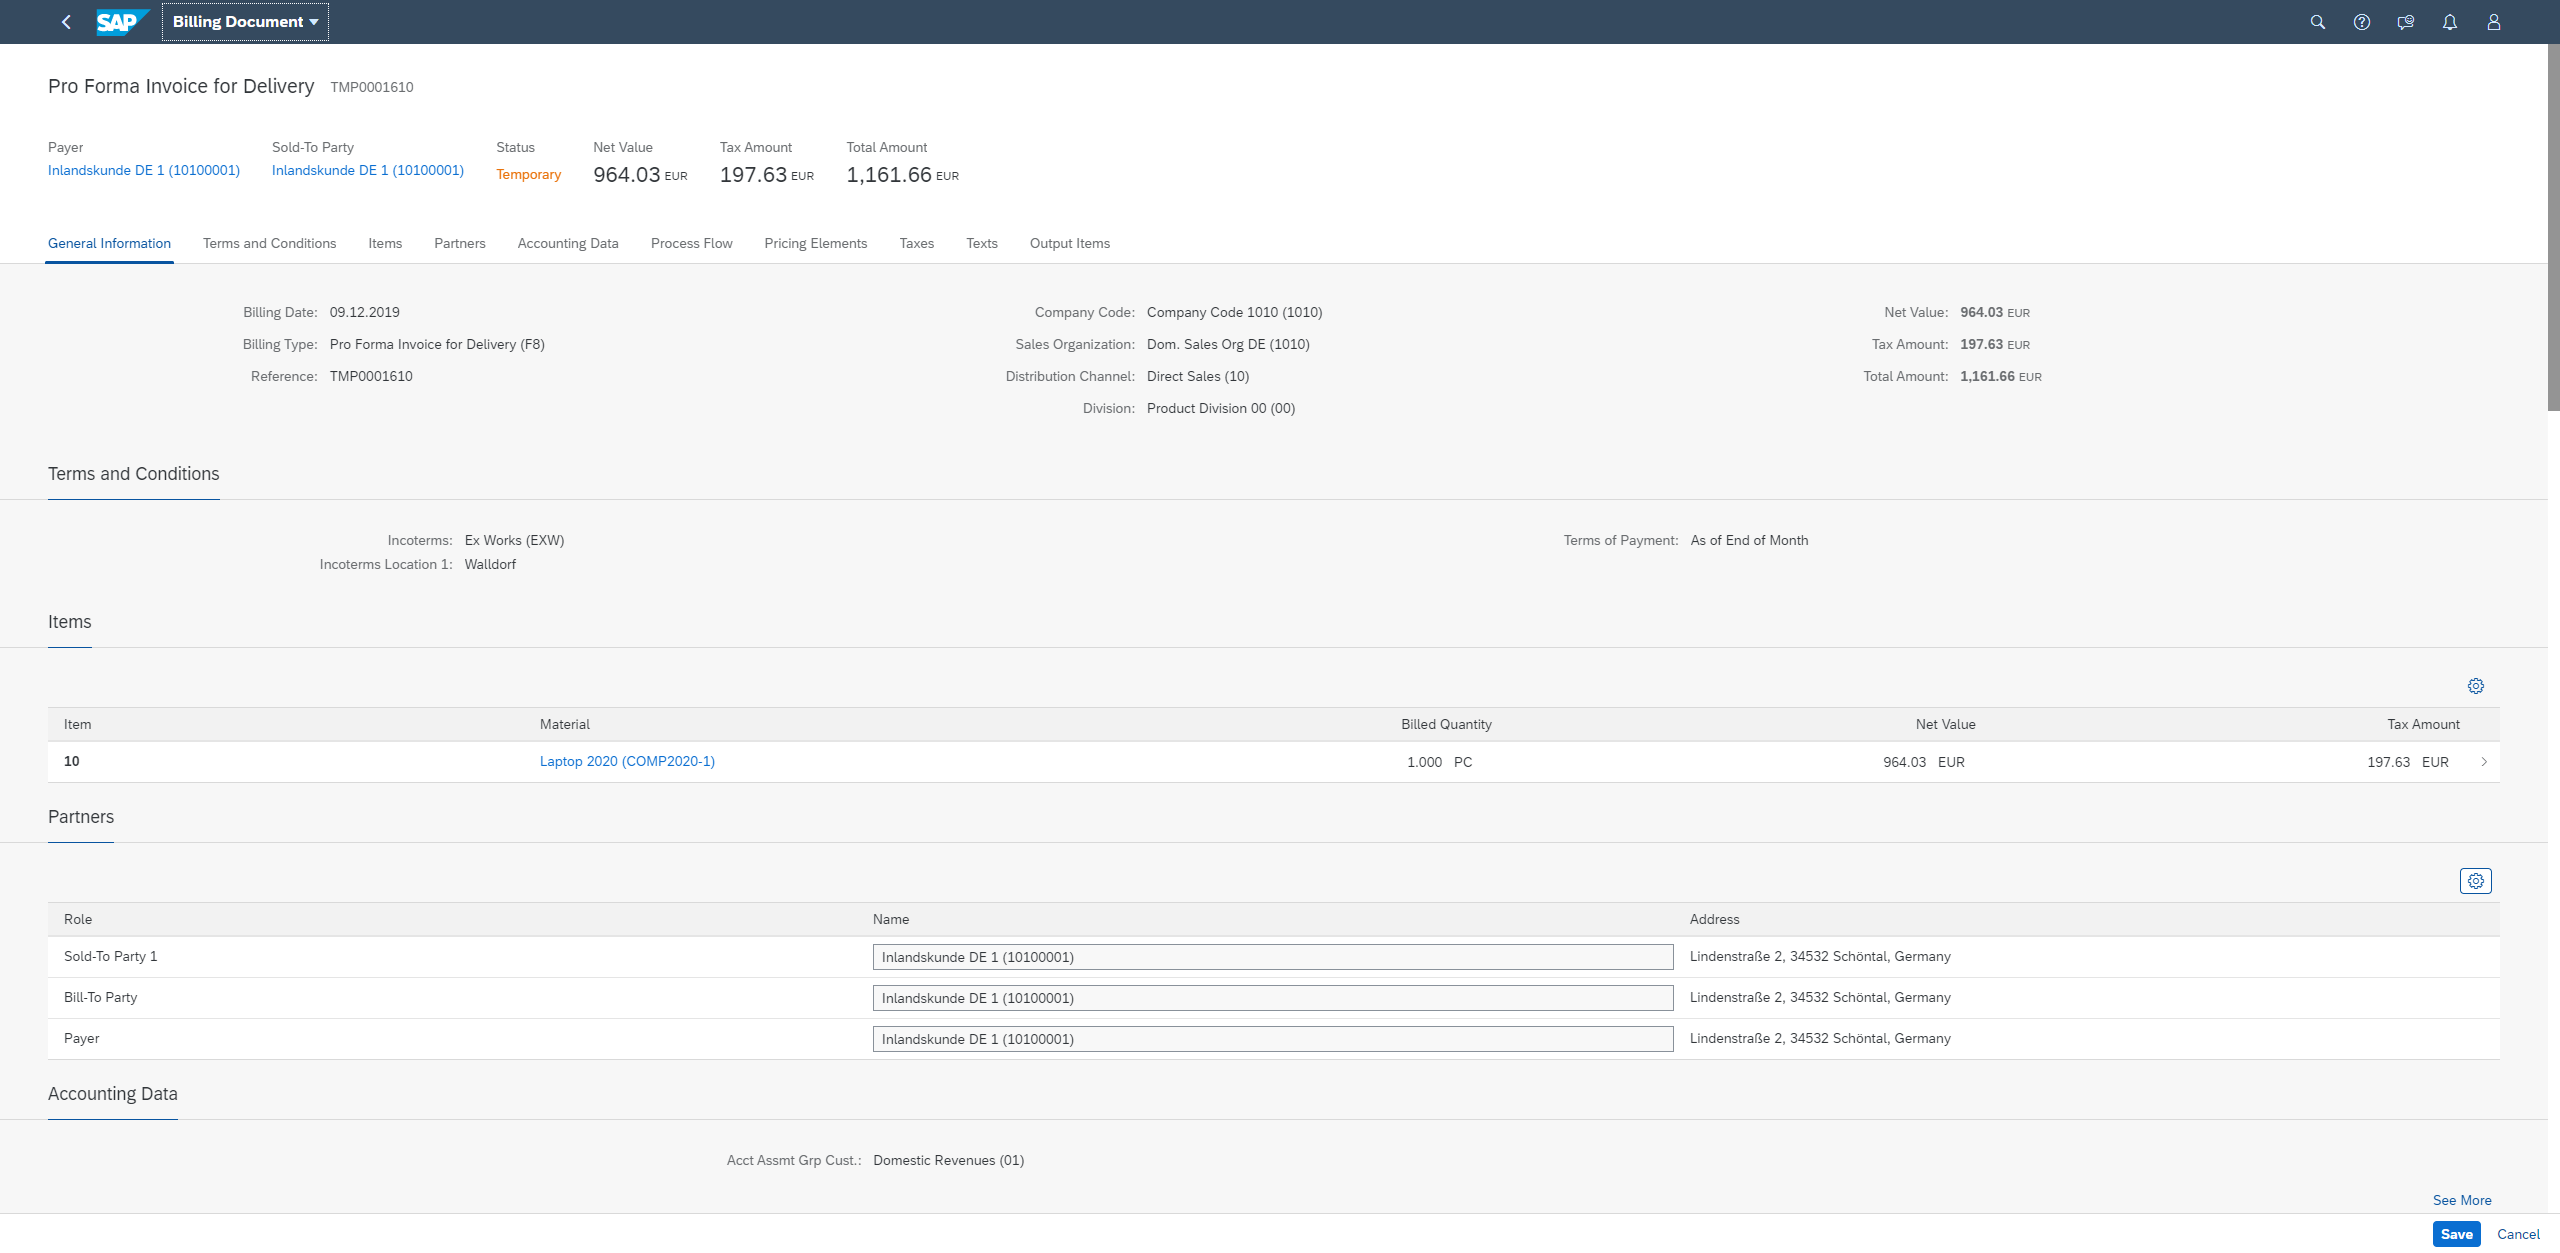 SAP Billing Document
Pro Forma Invoice for Delivery TMP0001610
Payer Sold-To Party Status Net Value Tax Amount Total Amount
Inlandskunde DE 1 (10100001) Inlandskunde DE 1 (10100001) Temporary 964.03 EUR 197.63 EUR 1,161.66 EUR
General Information Terms and Conditions Items Partners Accounting Data Process Flow Pricing Elements Taxes Texts Output Items
Billing Date: 09.12.2019 Company Code: Company Code 1010 (1010) Net Value: 964.03 EUR
Billing Type: Pro Forma Invoice for Delivery (F8) Sales Organization: Dom. Sales Org DE (1010) Tax Amount: 197.63 EUR
Reference: TMP0001610 Distribution Channel: Direct Sales (10) Total Amount: 1,161.66 EUR
Division: Product Division 00 (00)
Terms and Conditions
Incoterms: Ex Works (EXW) Terms of Payment: As of End of Month
Incoterms Location 1: Walldorf
Items
Item Material Billed Quantity Net Value Tax Amount
10 Laptop 2020 (COMP2020-1) 1.000 PC 964.03 EUR 197.63 EUR
Partners
Role Name Address
Sold-To Party 1 Inlandskunde DE 1 (10100001) Lindenstraße 2, 34532 Schöntal, Germany
Bill-To Party Inlandskunde DE 1 (10100001) Lindenstraße 2, 34532 Schöntal, Germany
Payer Inlandskunde DE 1 (10100001) Lindenstraße 2, 34532 Schöntal, Germany
Accounting Data
Acct Assmt Grp Cust.: Domestic Revenues (01)
See More
Save Cancel